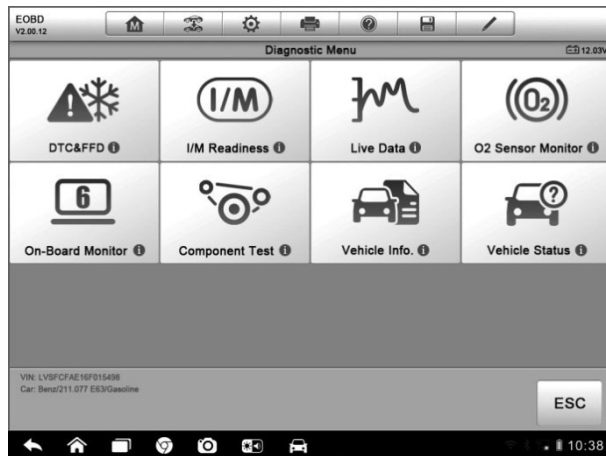 EOBD
V2.00.12
M
Diagnostic Menu
12.03V
DTC&FFD
I/M
I/M Readiness
Live Data
O2
O2 Sensor Monitor
6
On-Board Monitor
Component Test
Vehicle Info.
Vehicle Status
VIN: LVSFCFAE16F015498
Car: Benz/211.077 E63/Gasoline
ESC
10:38